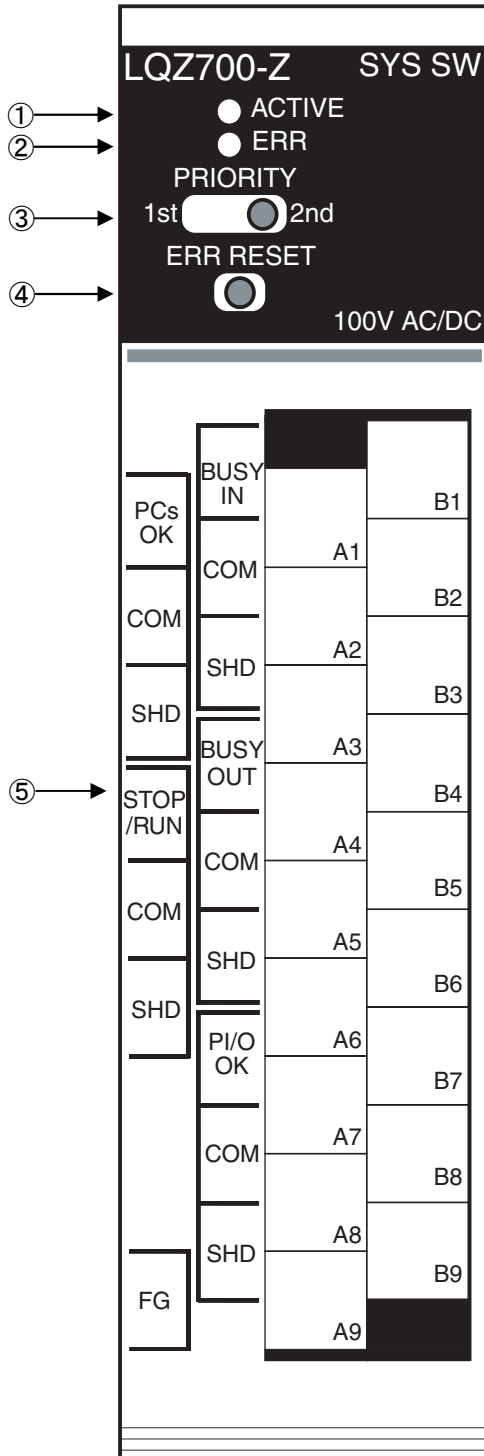 LQZ700-Z SYS SW
① ACTIVE
② ERR
PRIORITY
③ 1st 2nd
ERR RESET
④
100V AC/DC
BUSY
IN
B1
PCs
OK
A1
COM
B2
COM
A2
SHD
B3
SHD
A3
BUSY
OUT
B4
⑤
STOP
/RUN
A4
COM
B5
COM
A5
SHD
B6
SHD
A6
PI/O
OK
B7
A7
COM
B8
A8
SHD
B9
FG
A9